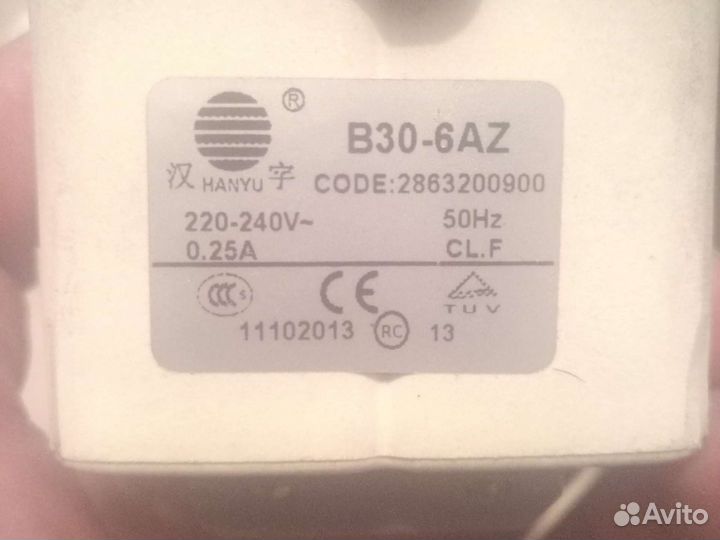 ®
B30-6AZ
汉 HANYU 字
CODE:2863200900
220-240V~ 50Hz
0.25A CL.F
CCC S CE TUV
11102013 RC 13
Avito